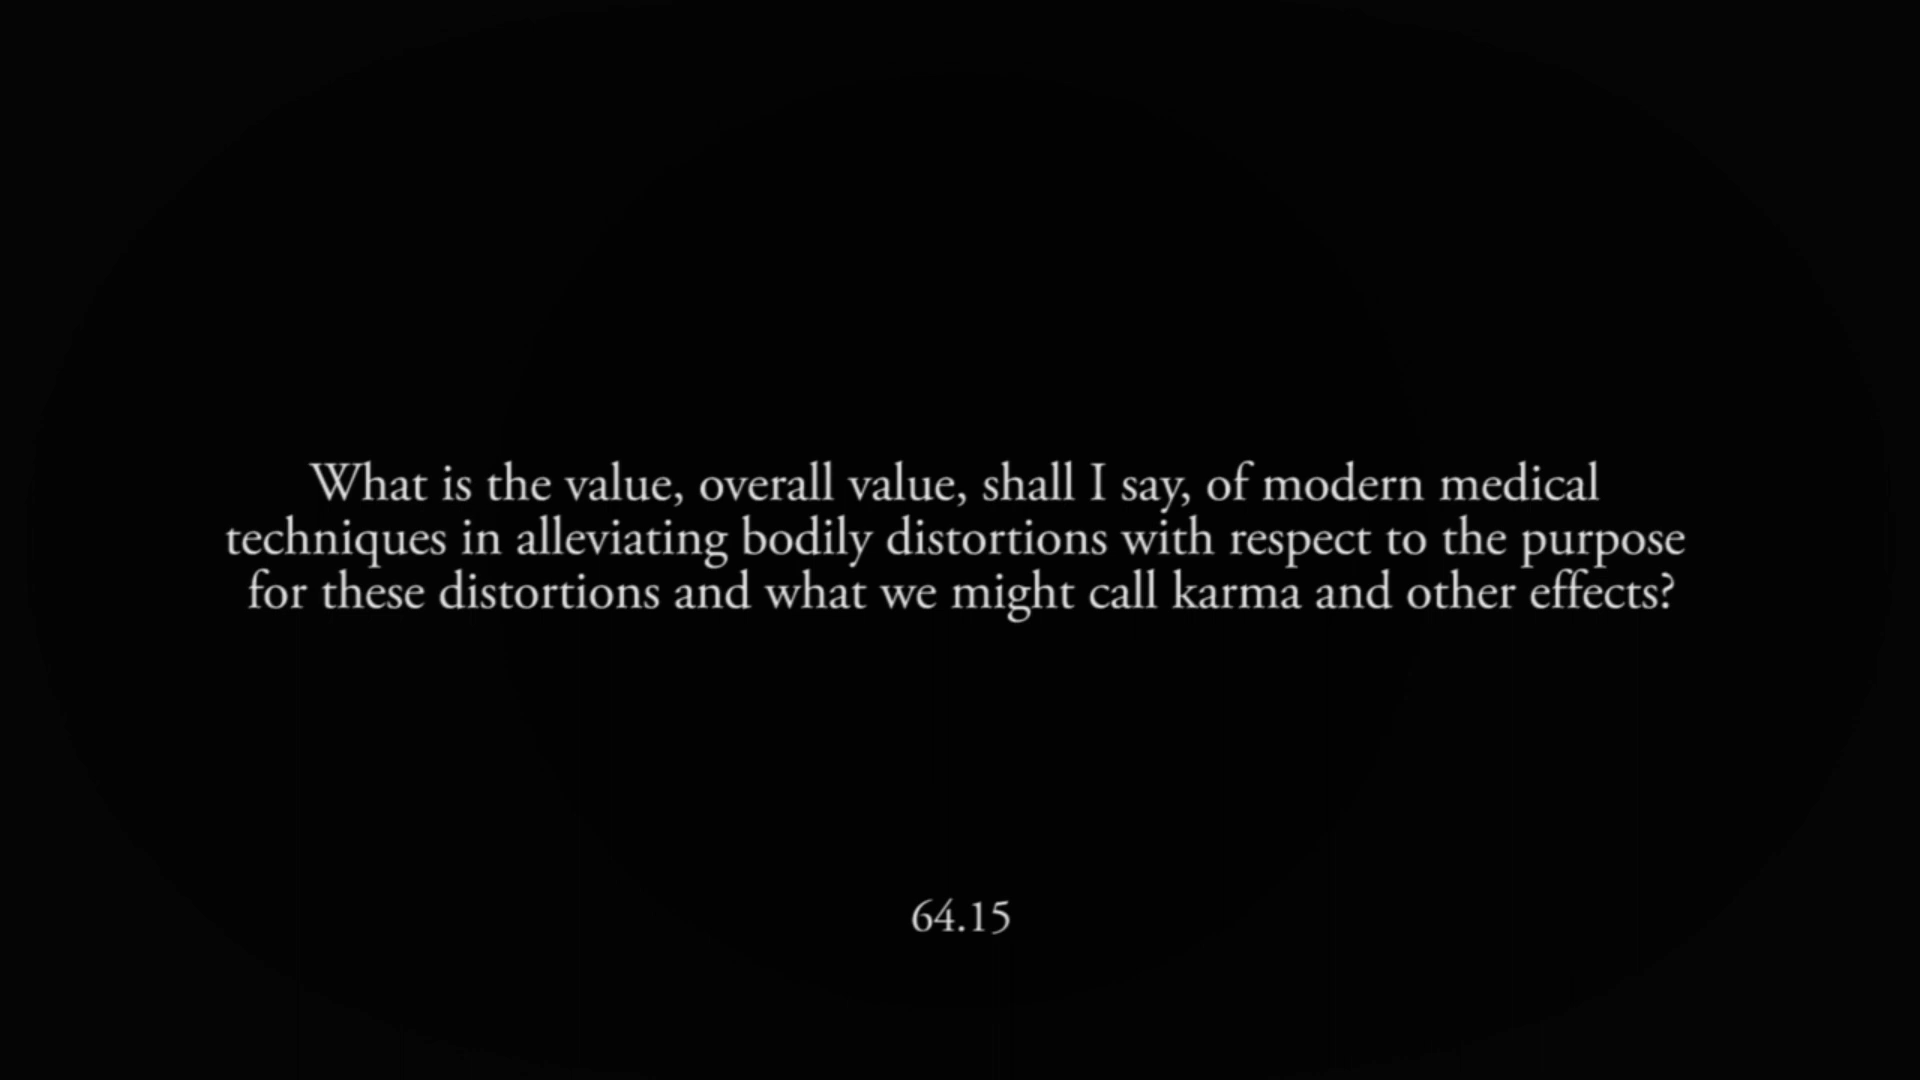 What is the value, overall value, shall I say, of modern medical
techniques in alleviating bodily distortions with respect to the purpose
for these distortions and what we might call karma and other effects?
64.15